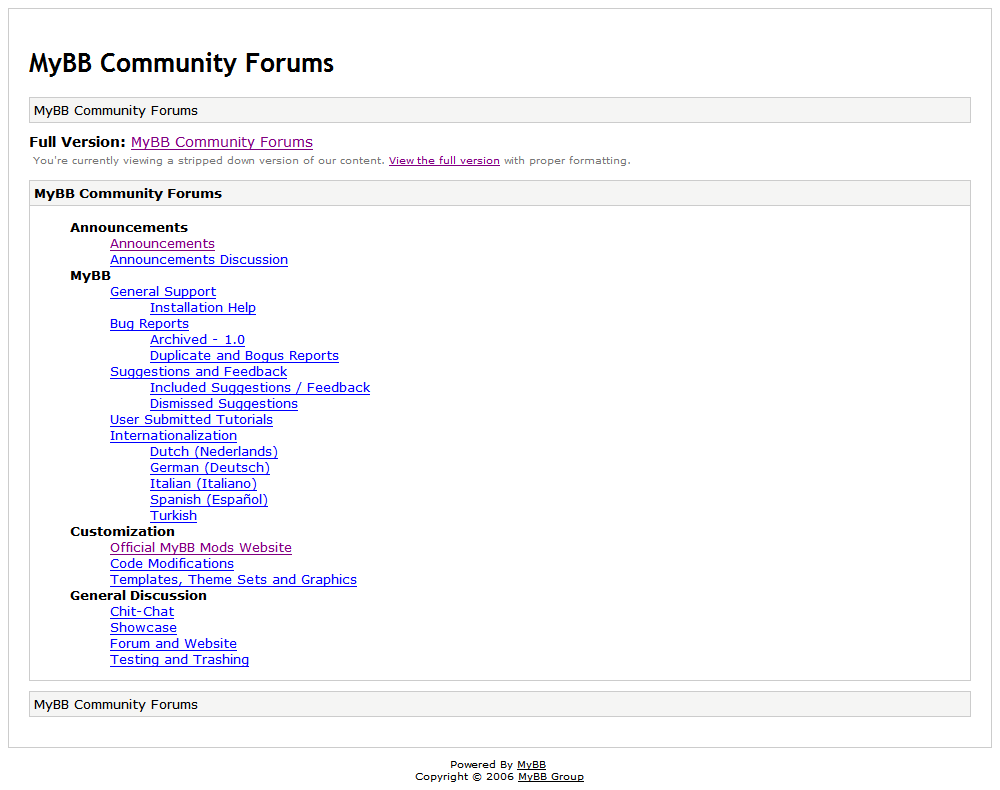 MyBB Community Forums
MyBB Community Forums
Full Version: MyBB Community Forums
You're currently viewing a stripped down version of our content. View the full version with proper formatting.
MyBB Community Forums
Announcements
Announcements
Announcements Discussion
MyBB
General Support
Installation Help
Bug Reports
Archived - 1.0
Duplicate and Bogus Reports
Suggestions and Feedback
Included Suggestions / Feedback
Dismissed Suggestions
User Submitted Tutorials
Internationalization
Dutch (Nederlands)
German (Deutsch)
Italian (Italiano)
Spanish (Español)
Turkish
Customization
Official MyBB Mods Website
Code Modifications
Templates, Theme Sets and Graphics
General Discussion
Chit-Chat
Showcase
Forum and Website
Testing and Trashing
MyBB Community Forums
Powered By MyBB
Copyright © 2006 MyBB Group